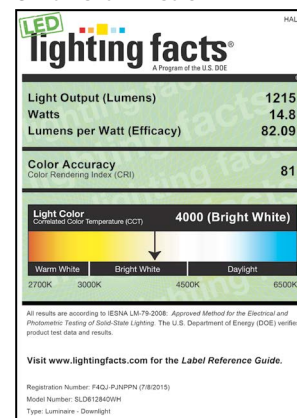 HAL
LED
lighting facts®
A Program of the U.S. DOE
Light Output (Lumens) 1215
Watts 14.8
Lumens per Watt (Efficacy) 82.09
Color Accuracy 81
Color Rendering Index (CRI)
Light Color 4000 (Bright White)
Correlated Color Temperature (CCT)
Warm White Bright White Daylight
2700K 3000K 4500K 6500K
All results are according to IESNA LM-79-2008: Approved Method for the Electrical and
Photometric Testing of Solid-State Lighting. The U.S. Department of Energy (DOE) verifie
product test data and results.
Visit www.lightingfacts.com for the Label Reference Guide.
Registration Number: F4QJ-PJNPPN (7/8/2015)
Model Number: SLD612840WH
Type: Luminaire - Downlight